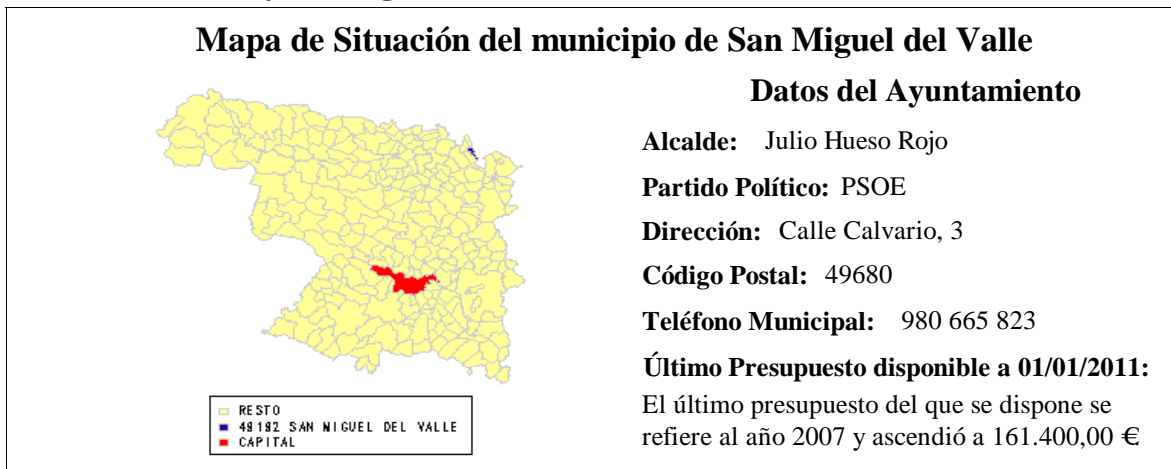 Mapa de Situación del municipio de San Miguel del Valle
Datos del Ayuntamiento
Alcalde: Julio Hueso Rojo
Partido Político: PSOE
Dirección: Calle Calvario, 3
Código Postal: 49680
Teléfono Municipal: 980 665 823
Último Presupuesto disponible a 01/01/2011:
El último presupuesto del que se dispone se
refiere al año 2007 y ascendió a 161.400,00 €
RESTO
49192 SAN MIGUEL DEL VALLE
CAPITAL